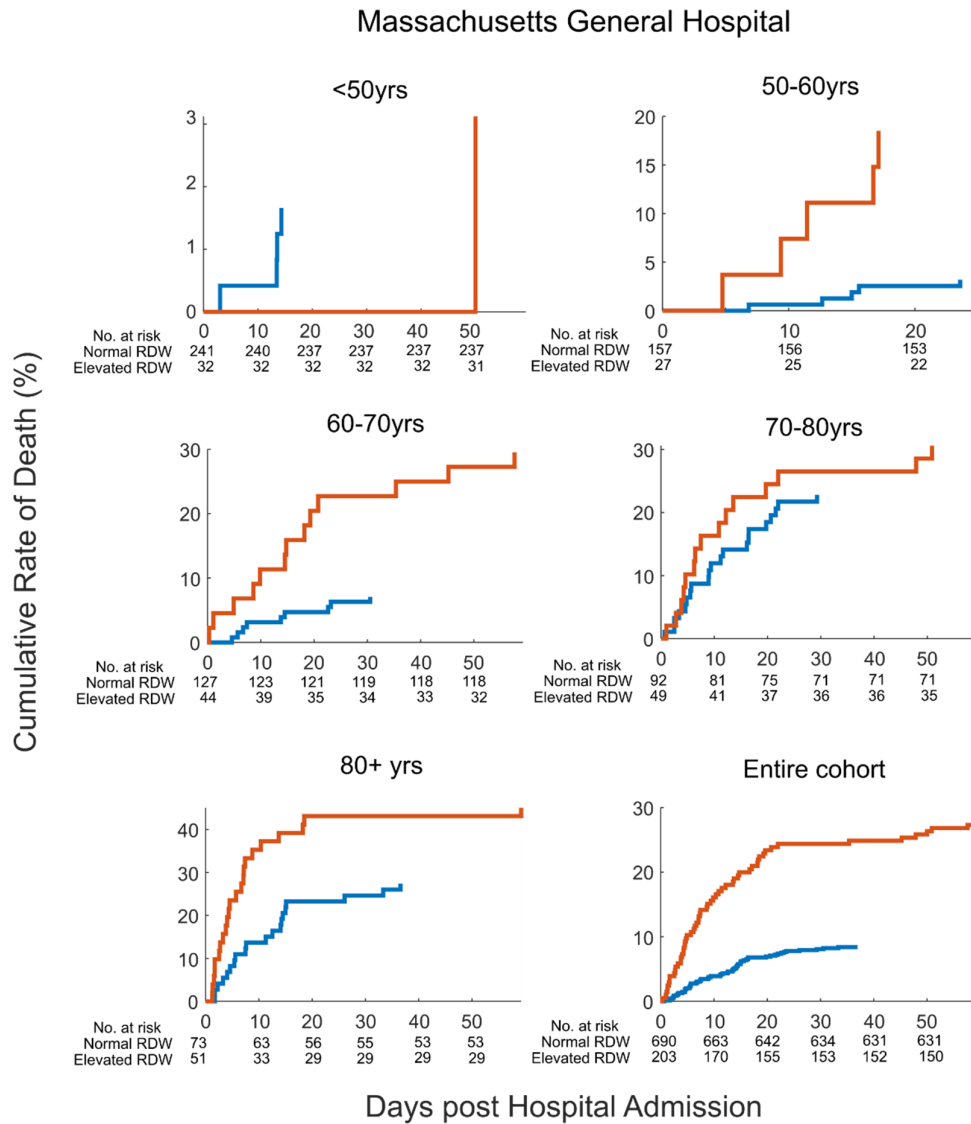 Massachusetts General Hospital
Cumulative Rate of Death (%)
<50yrs
3
2
1
0
0 10 20 30 40 50
No. at risk
Normal RDW 241 240 237 237 237 237
Elevated RDW 32 32 32 32 32 31
50-60yrs
20
15
10
5
0
0 10 20
No. at risk
Normal RDW 157 156 153
Elevated RDW 27 25 22
60-70yrs
30
20
10
0
0 10 20 30 40 50
No. at risk
Normal RDW 127 123 121 119 118 118
Elevated RDW 44 39 35 34 33 32
70-80yrs
30
20
10
0
0 10 20 30 40 50
No. at risk
Normal RDW 92 81 75 71 71 71
Elevated RDW 49 41 37 36 36 35
80+ yrs
40
30
20
10
0
0 10 20 30 40 50
No. at risk
Normal RDW 73 63 56 55 53 53
Elevated RDW 51 33 29 29 29 29
Entire cohort
30
20
10
0
0 10 20 30 40 50
No. at risk
Normal RDW 690 663 642 634 631 631
Elevated RDW 203 170 155 153 152 150
Days post Hospital Admission